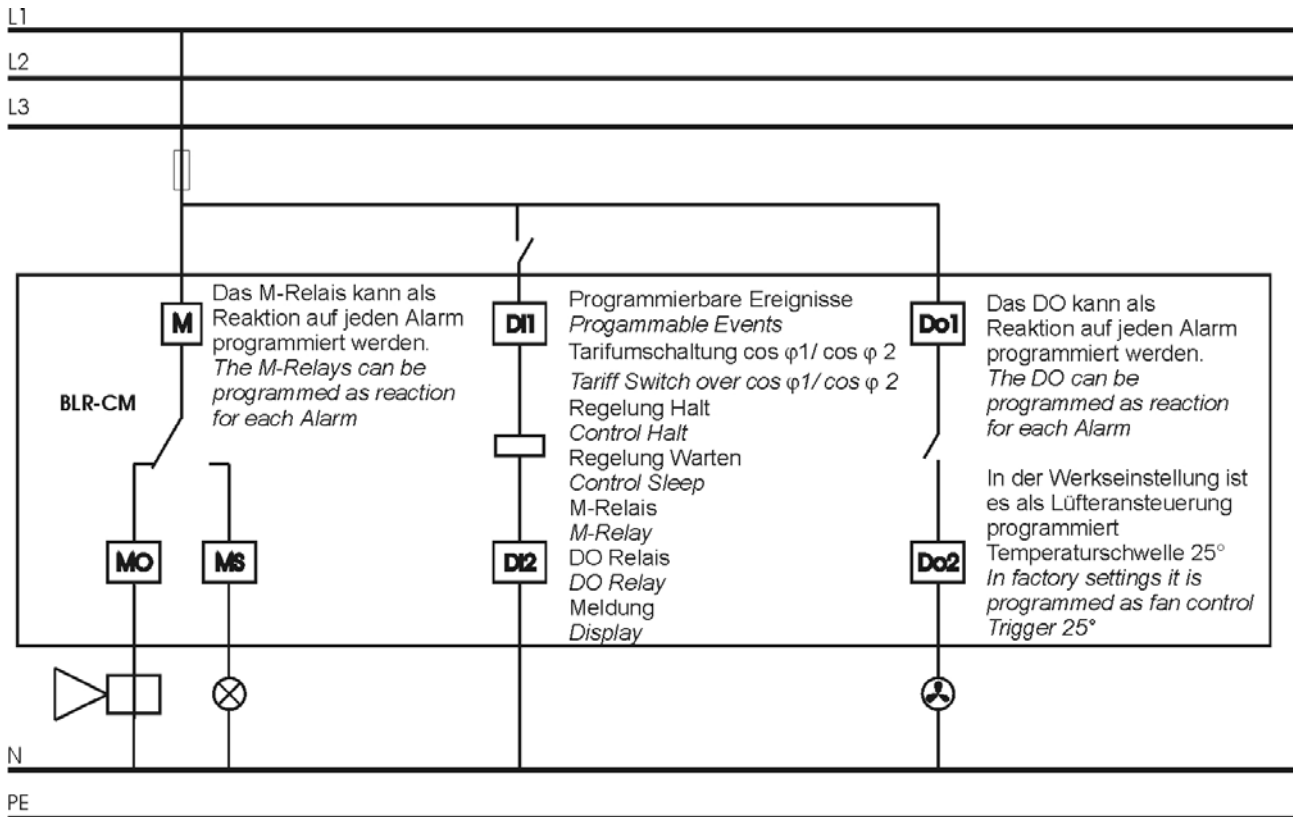 L1
L2
L3
M
Das M-Relais kann als
Reaktion auf jeden Alarm
programmiert werden.
The M-Relays can be
programmed as reaction
for each Alarm
BLR-CM
MO
MS
DI1
DI2
Programmierbare Ereignisse
Progammable Events
Tarifumschaltung cos φ1/ cos φ 2
Tariff Switch over cos φ1/ cos φ 2
Regelung Halt
Control Halt
Regelung Warten
Control Sleep
M-Relais
M-Relay
DO Relais
DO Relay
Meldung
Display
Do1
Do2
Das DO kann als
Reaktion auf jeden Alarm
programmiert werden.
The DO can be
programmed as reaction
for each Alarm
In der Werkseinstellung ist
es als Lüfteransteuerung
programmiert
Temperaturschwelle 25°
In factory settings it is
programmed as fan control
Trigger 25°
N
PE